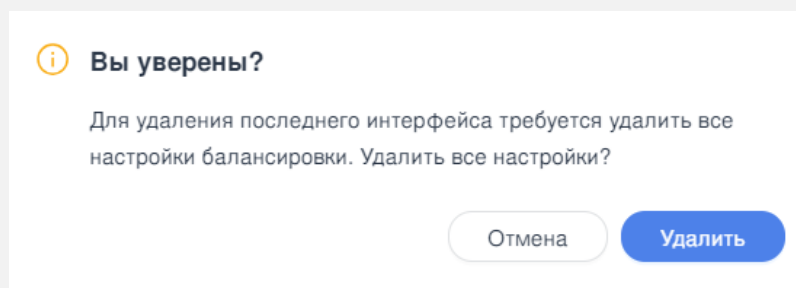 Вы уверены?
Для удаления последнего интерфейса требуется удалить все
настройки балансировки. Удалить все настройки?
Отмена
Удалить